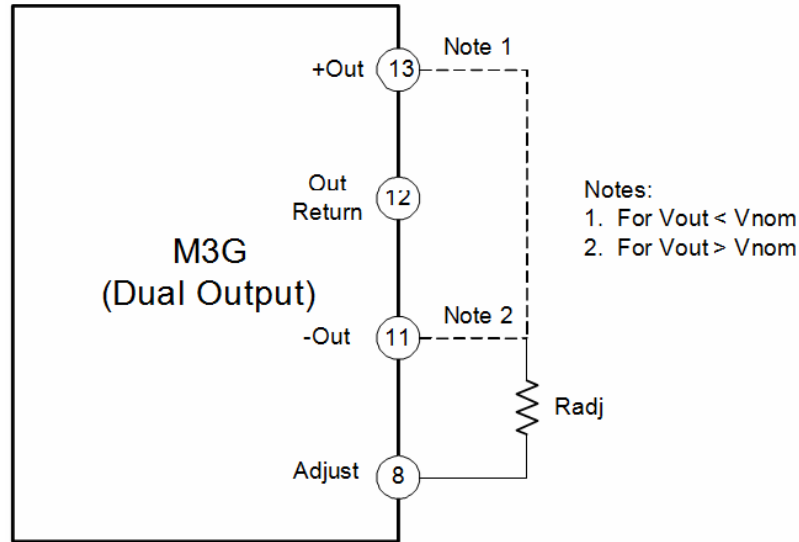 +Out
13
Note 1
Out
Return
12
Notes:
1. For Vout < Vnom
2. For Vout > Vnom
M3G
(Dual Output)
-Out
11
Note 2
Radj
Adjust
8